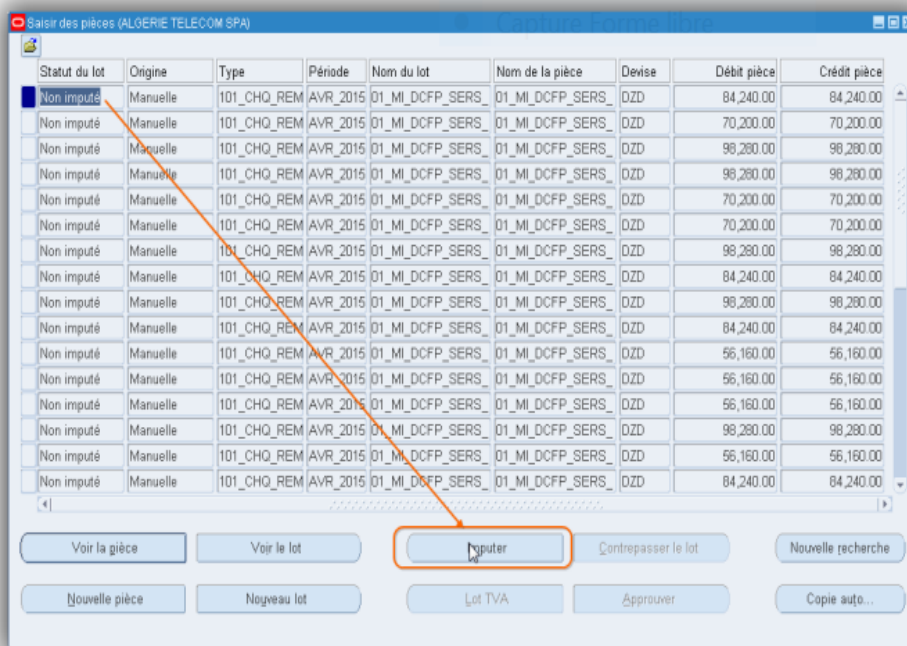 Saisir des pièces (ALGERIE TELECOM SPA)
Capture Forme libre
Statut du lot Origine Type Période Nom du lot Nom de la pièce Devise Débit pièce Crédit pièce
Non imputé Manuelle 101_CHQ_REM AVR_2015 01_MI_DCFP_SERS_ 01_MI_DCFP_SERS_ DZD 84,240.00 84,240.00
Non imputé Manuelle 101_CHQ_REM AVR_2015 01_MI_DCFP_SERS_ 01_MI_DCFP_SERS_ DZD 70,200.00 70,200.00
Non imputé Manuelle 101_CHQ_REM AVR_2015 01_MI_DCFP_SERS_ 01_MI_DCFP_SERS_ DZD 98,280.00 98,280.00
Non imputé Manuelle 101_CHQ_REM AVR_2015 01_MI_DCFP_SERS_ 01_MI_DCFP_SERS_ DZD 98,280.00 98,280.00
Non imputé Manuelle 101_CHQ_REM AVR_2015 01_MI_DCFP_SERS_ 01_MI_DCFP_SERS_ DZD 70,200.00 70,200.00
Non imputé Manuelle 101_CHQ_REM AVR_2015 01_MI_DCFP_SERS_ 01_MI_DCFP_SERS_ DZD 70,200.00 70,200.00
Non imputé Manuelle 101_CHQ_REM AVR_2015 01_MI_DCFP_SERS_ 01_MI_DCFP_SERS_ DZD 98,280.00 98,280.00
Non imputé Manuelle 101_CHQ_REM AVR_2015 01_MI_DCFP_SERS_ 01_MI_DCFP_SERS_ DZD 84,240.00 84,240.00
Non imputé Manuelle 101_CHQ_REM AVR_2015 01_MI_DCFP_SERS_ 01_MI_DCFP_SERS_ DZD 98,280.00 98,280.00
Non imputé Manuelle 101_CHQ_REM AVR_2015 01_MI_DCFP_SERS_ 01_MI_DCFP_SERS_ DZD 84,240.00 84,240.00
Non imputé Manuelle 101_CHQ_REM AVR_2015 01_MI_DCFP_SERS_ 01_MI_DCFP_SERS_ DZD 56,160.00 56,160.00
Non imputé Manuelle 101_CHQ_REM AVR_2015 01_MI_DCFP_SERS_ 01_MI_DCFP_SERS_ DZD 56,160.00 56,160.00
Non imputé Manuelle 101_CHQ_REM AVR_2015 01_MI_DCFP_SERS_ 01_MI_DCFP_SERS_ DZD 56,160.00 56,160.00
Non imputé Manuelle 101_CHQ_REM AVR_2015 01_MI_DCFP_SERS_ 01_MI_DCFP_SERS_ DZD 98,280.00 98,280.00
Non imputé Manuelle 101_CHQ_REM AVR_2015 01_MI_DCFP_SERS_ 01_MI_DCFP_SERS_ DZD 56,160.00 56,160.00
Non imputé Manuelle 101_CHQ_REM AVR_2015 01_MI_DCFP_SERS_ 01_MI_DCFP_SERS_ DZD 84,240.00 84,240.00
Voir la pièce Voir le lot Imputer Contrepasser le lot Nouvelle recherche
Nouvelle pièce Nouveau lot Lot TVA Approuver Copie auto...